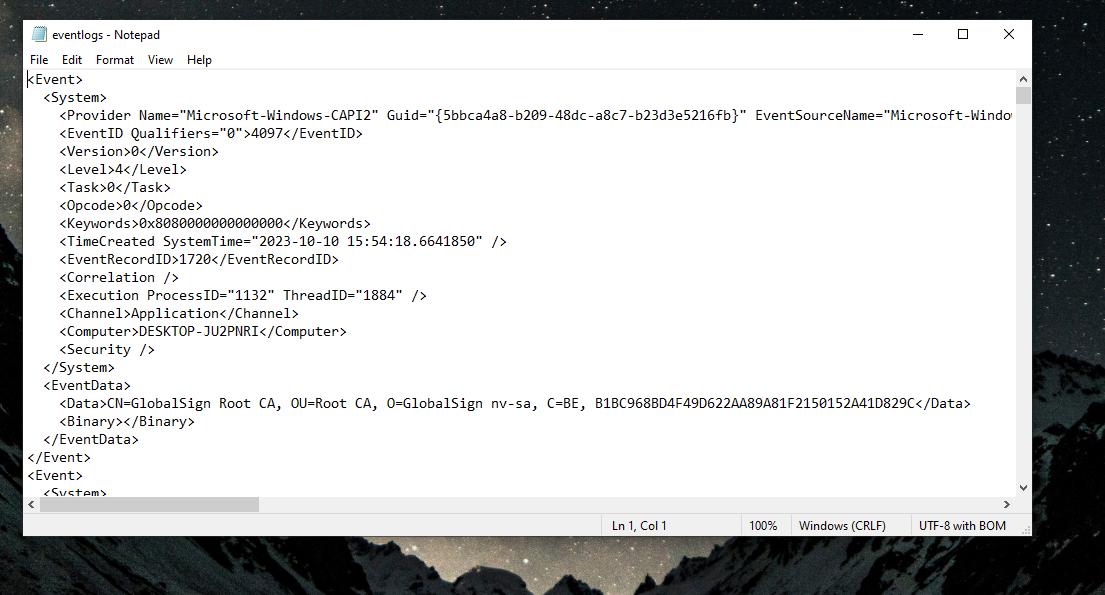 eventlogs - Notepad
File Edit Format View Help
<Event>
<System>
<Provider Name="Microsoft-Windows-CAPI2" Guid="{5bbca4a8-b209-48dc-a8c7-b23d3e5216fb}" EventSourceName="Microsoft-Windo
<EventID Qualifiers="0">4097</EventID>
<Version>0</Version>
<Level>4</Level>
<Task>0</Task>
<Opcode>0</Opcode>
<Keywords>0x8080000000000000</Keywords>
<TimeCreated SystemTime="2023-10-10 15:54:18.6641850" />
<EventRecordID>1720</EventRecordID>
<Correlation />
<Execution ProcessID="1132" ThreadID="1884" />
<Channel>Application</Channel>
<Computer>DESKTOP-JU2PNRI</Computer>
<Security />
</System>
<EventData>
<Data>CN=GlobalSign Root CA, OU=Root CA, O=GlobalSign nv-sa, C=BE, B1BC968BD4F49D622AA89A81F2150152A41D829C</Data>
<Binary></Binary>
</EventData>
</Event>
<Event>
<System>
Ln 1, Col 1 100% Windows (CRLF) UTF-8 with BOM